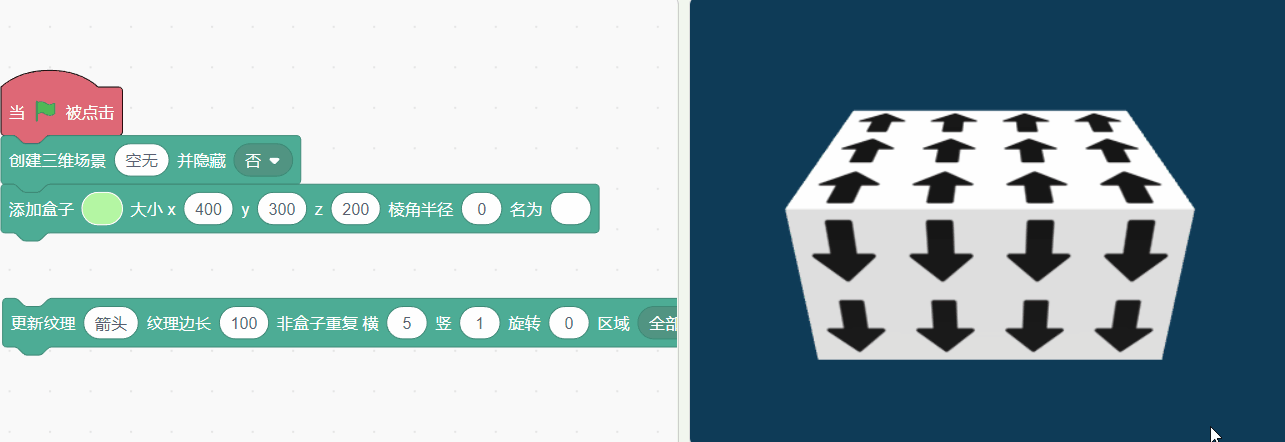 当 被点击
创建三维场景 空无 并隐藏 否
添加盒子 大小 x 400 y 300 z 200 棱角半径 0 名为
更新纹理 箭头 纹理边长 100 非盒子重复 横 5 竖 1 旋转 0 区域 全部